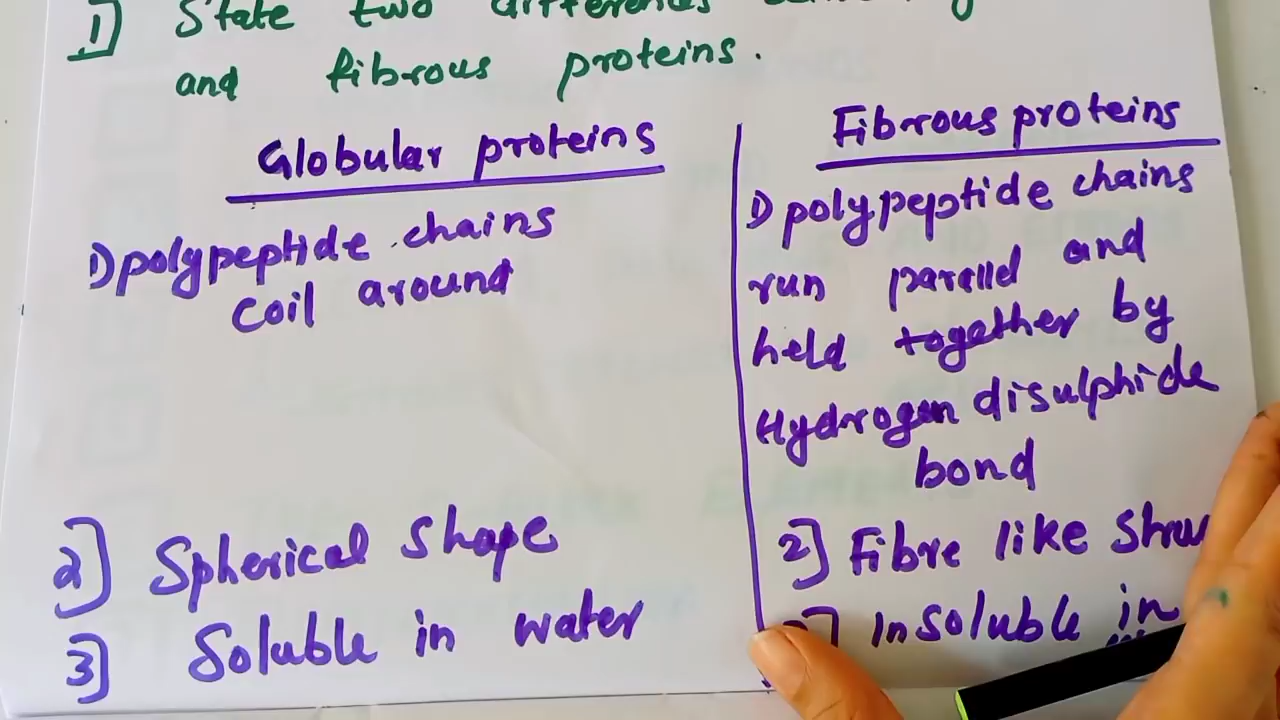 1] State two differences
and fibrous proteins.
Globular proteins
1) polypeptide chains
coil around
2] Spherical shape
3] Soluble in water
Fibrous proteins
1) polypeptide chains
run parallel and
held together by
Hydrogen disulphide
bond
2] Fibre like
Insoluble in